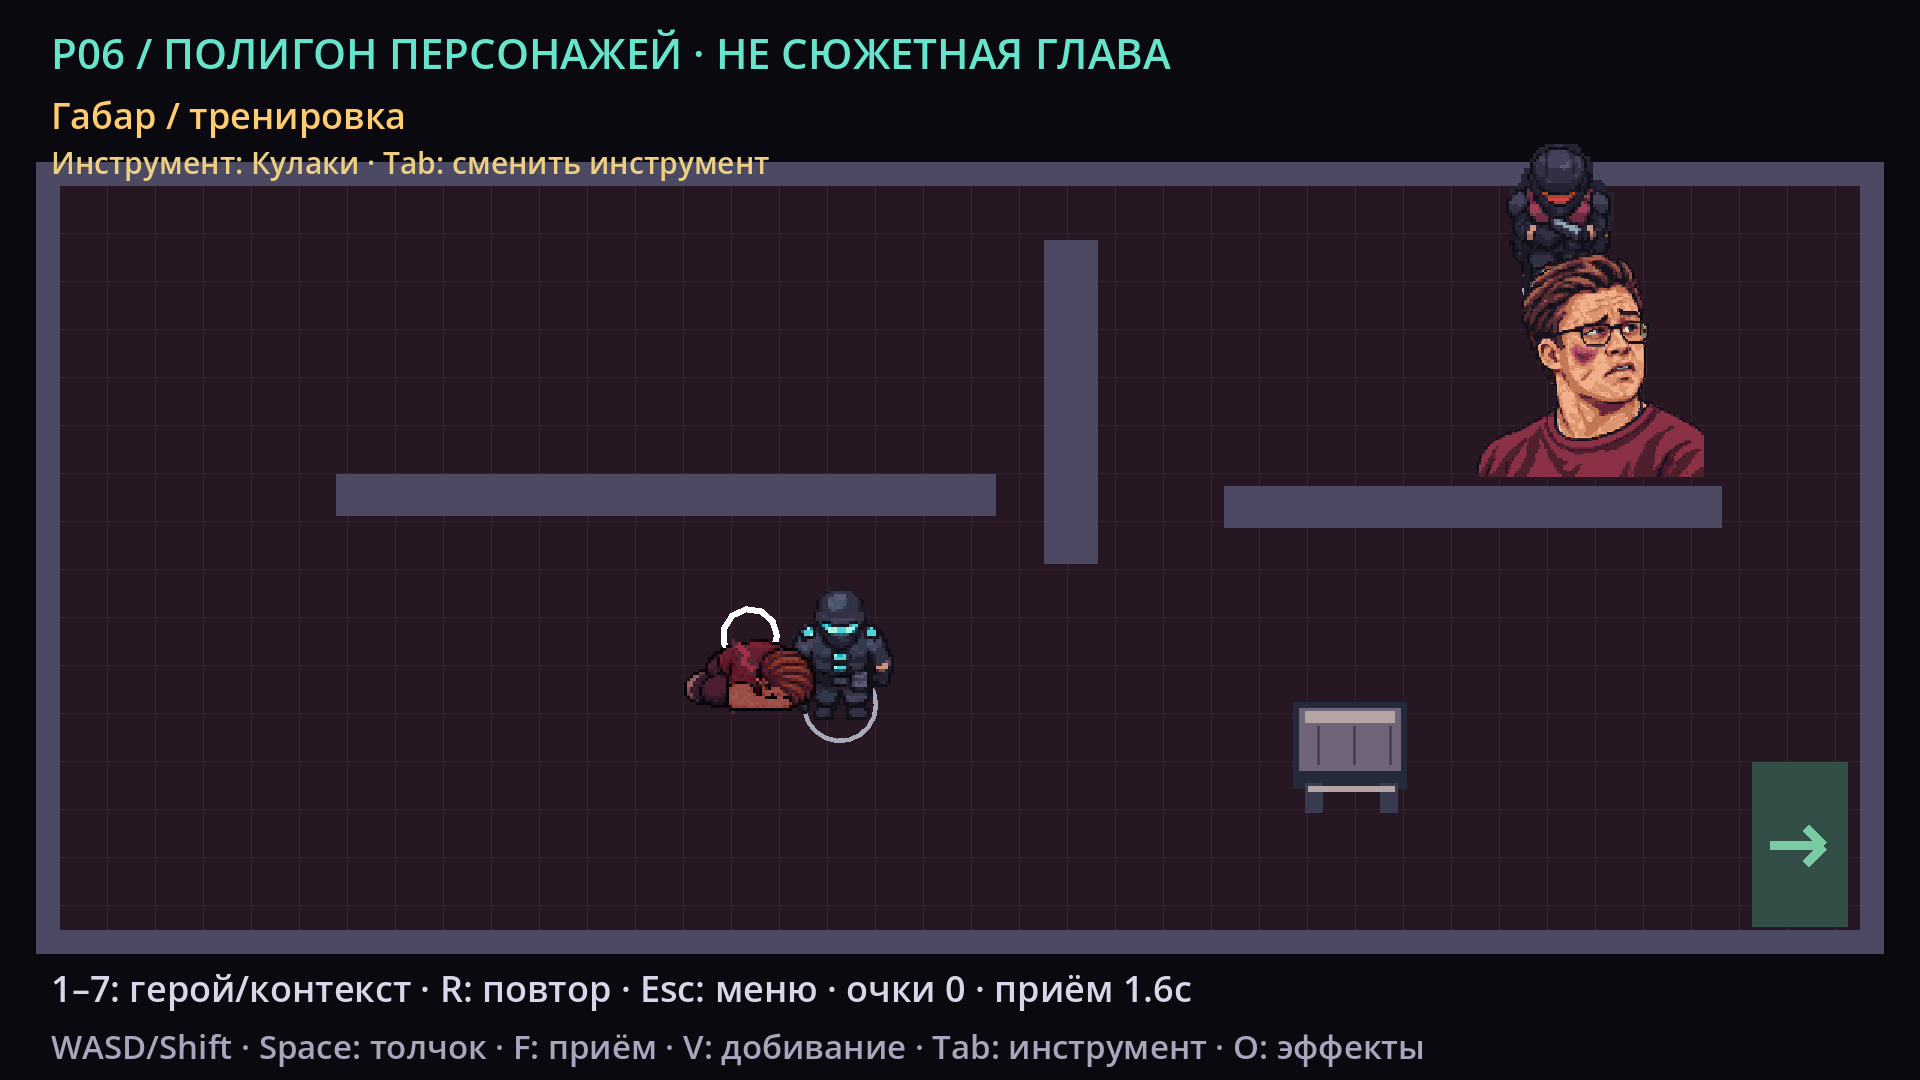 P06 / ПОЛИГОН ПЕРСОНАЖЕЙ · НЕ СЮЖЕТНАЯ ГЛАВА
Габар / тренировка
Инструмент: Кулаки · Tab: сменить инструмент
1–7: герой/контекст · R: повтор · Esc: меню · очки 0 · приём 1.6с
WASD/Shift · Space: толчок · F: приём · V: добивание · Tab: инструмент · O: эффекты